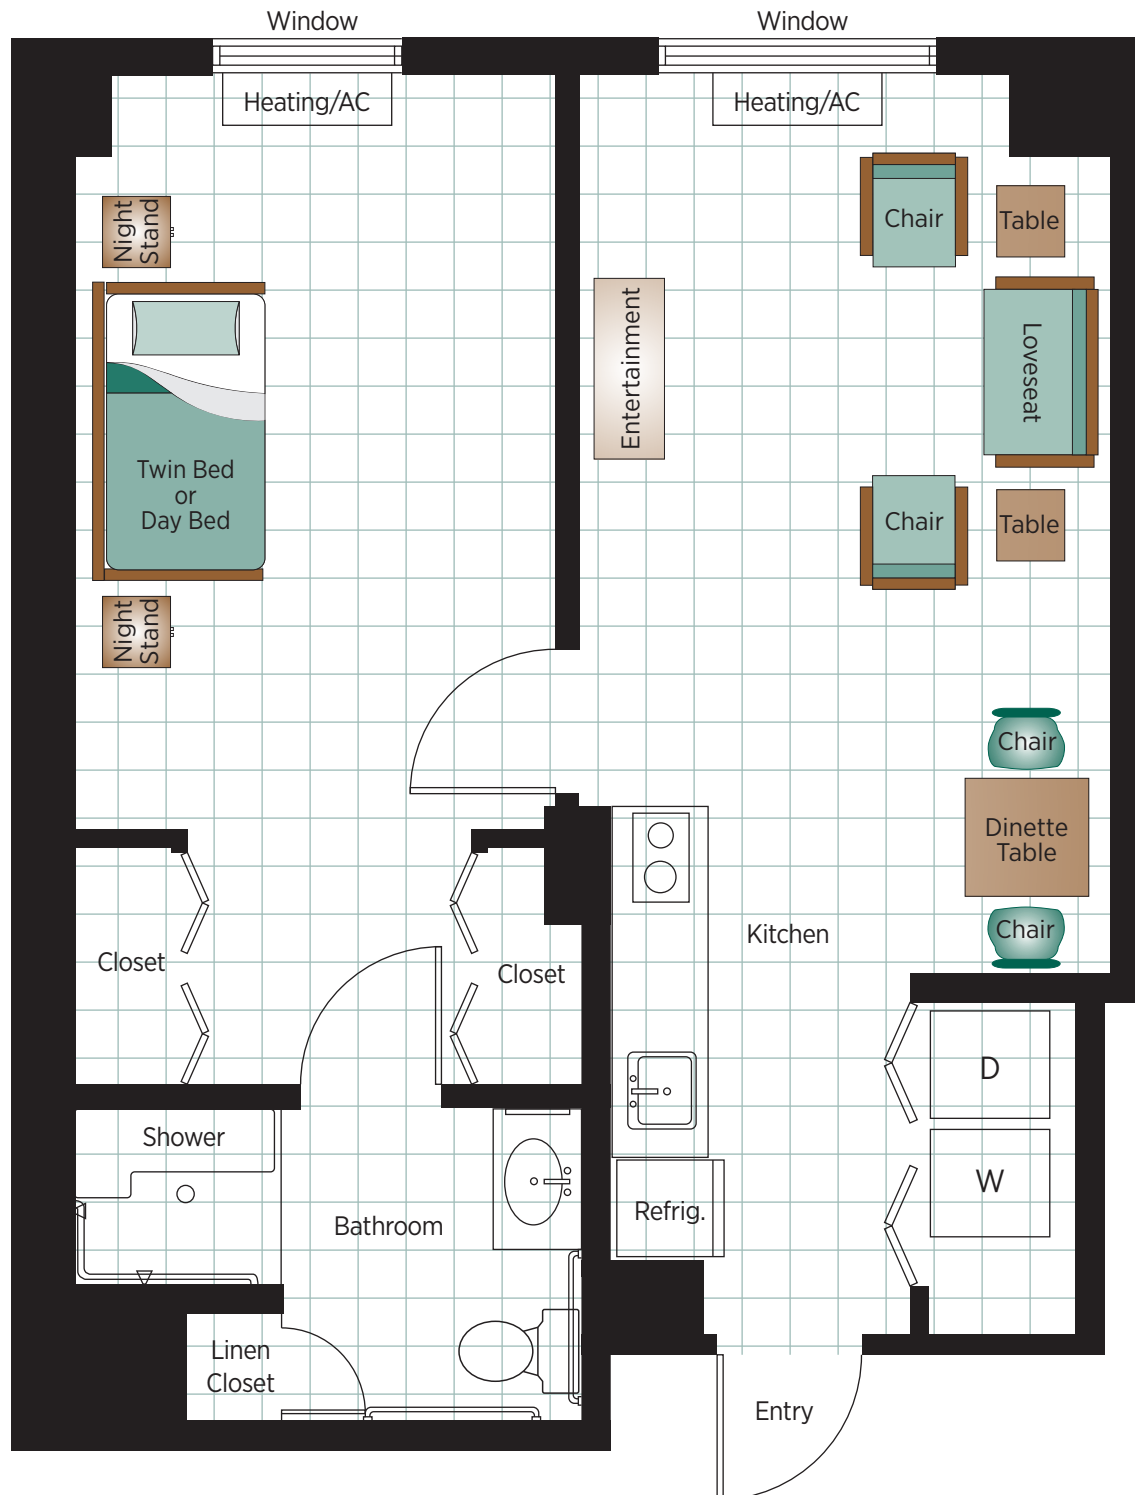 Window
Window
Heating/AC
Heating/AC
Night
Stand
Chair
Table
Entertainment
Loveseat
Twin Bed
or
Day Bed
Chair
Table
Night
Stand
Chair
Dinette
Table
Chair
Kitchen
Closet
Closet
D
Shower
W
Refrig.
Bathroom
Linen
Closet
Entry